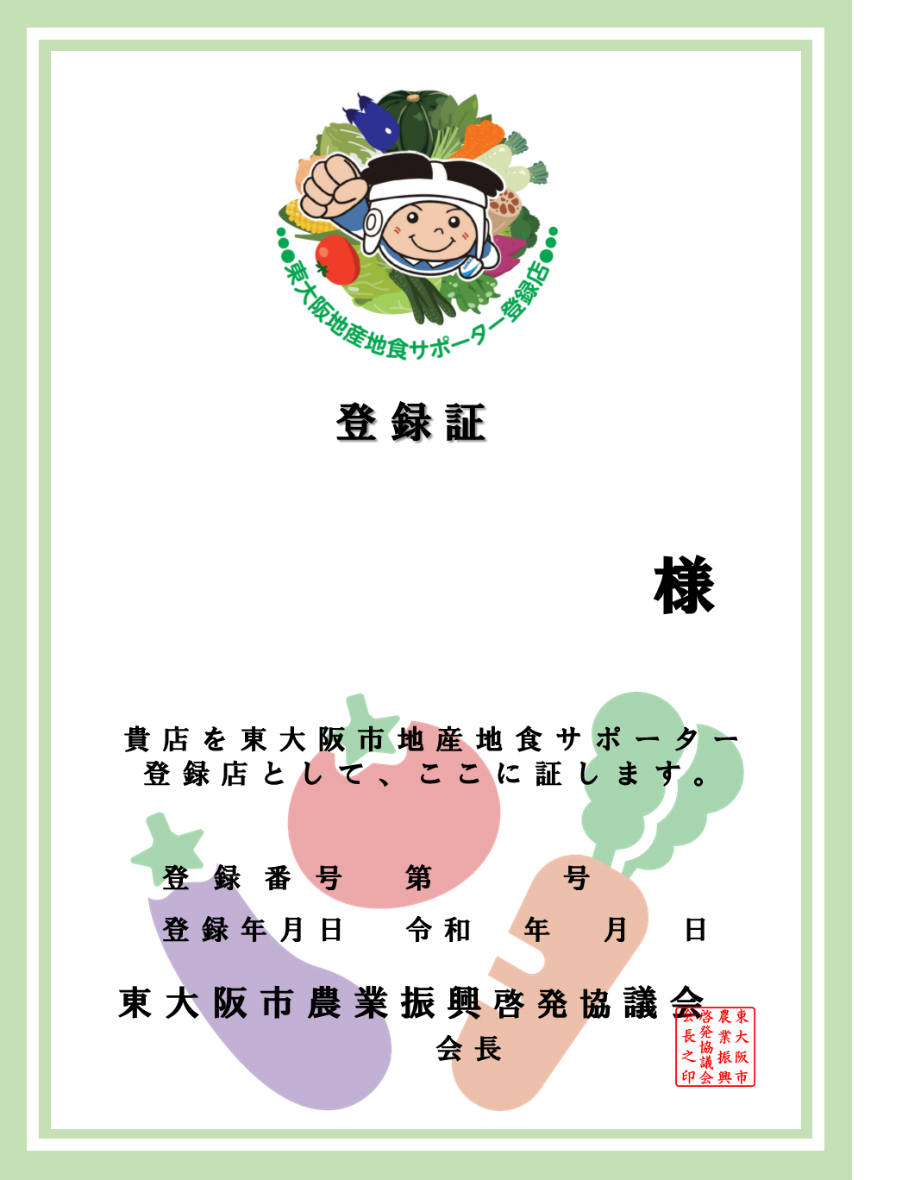 東大阪地産地食サポーター登録店
登録証
様
貴店を東大阪市地産地食サポーター
登録店として、ここに証します。
登録番号　第　　　号
登録年月日　令和　年　月　日
東大阪市農業振興啓発協議会
会長
東大阪市
農業振興
啓発協議会
会長之印